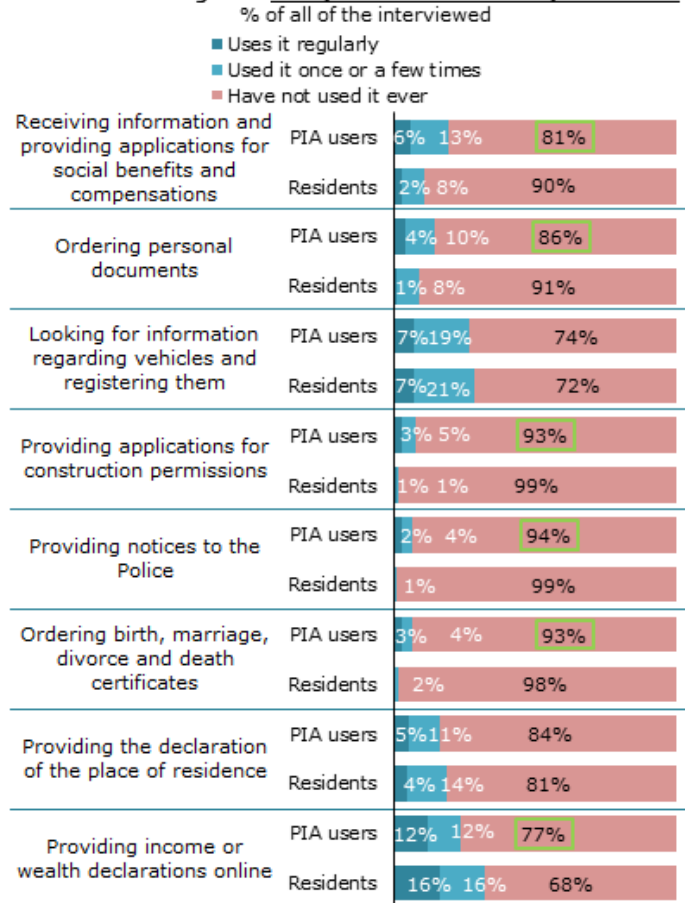 % of all of the interviewed
Uses it regularly
Used it once or a few times
Have not used it ever
Receiving information and
providing applications for
social benefits and
compensations
PIA users 6% 13% 81%
Residents 2% 8% 90%
Ordering personal
documents
PIA users 4% 10% 86%
Residents 1% 8% 91%
Looking for information
regarding vehicles and
registering them
PIA users 7% 19% 74%
Residents 7% 21% 72%
Providing applications for
construction permissions
PIA users 3% 5% 93%
Residents 1% 1% 99%
Providing notices to the
Police
PIA users 2% 4% 94%
Residents 1% 99%
Ordering birth, marriage,
divorce and death
certificates
PIA users 3% 4% 93%
Residents 2% 98%
Providing the declaration
of the place of residence
PIA users 5% 11% 84%
Residents 4% 14% 81%
Providing income or
wealth declarations online
PIA users 12% 12% 77%
Residents 16% 16% 68%